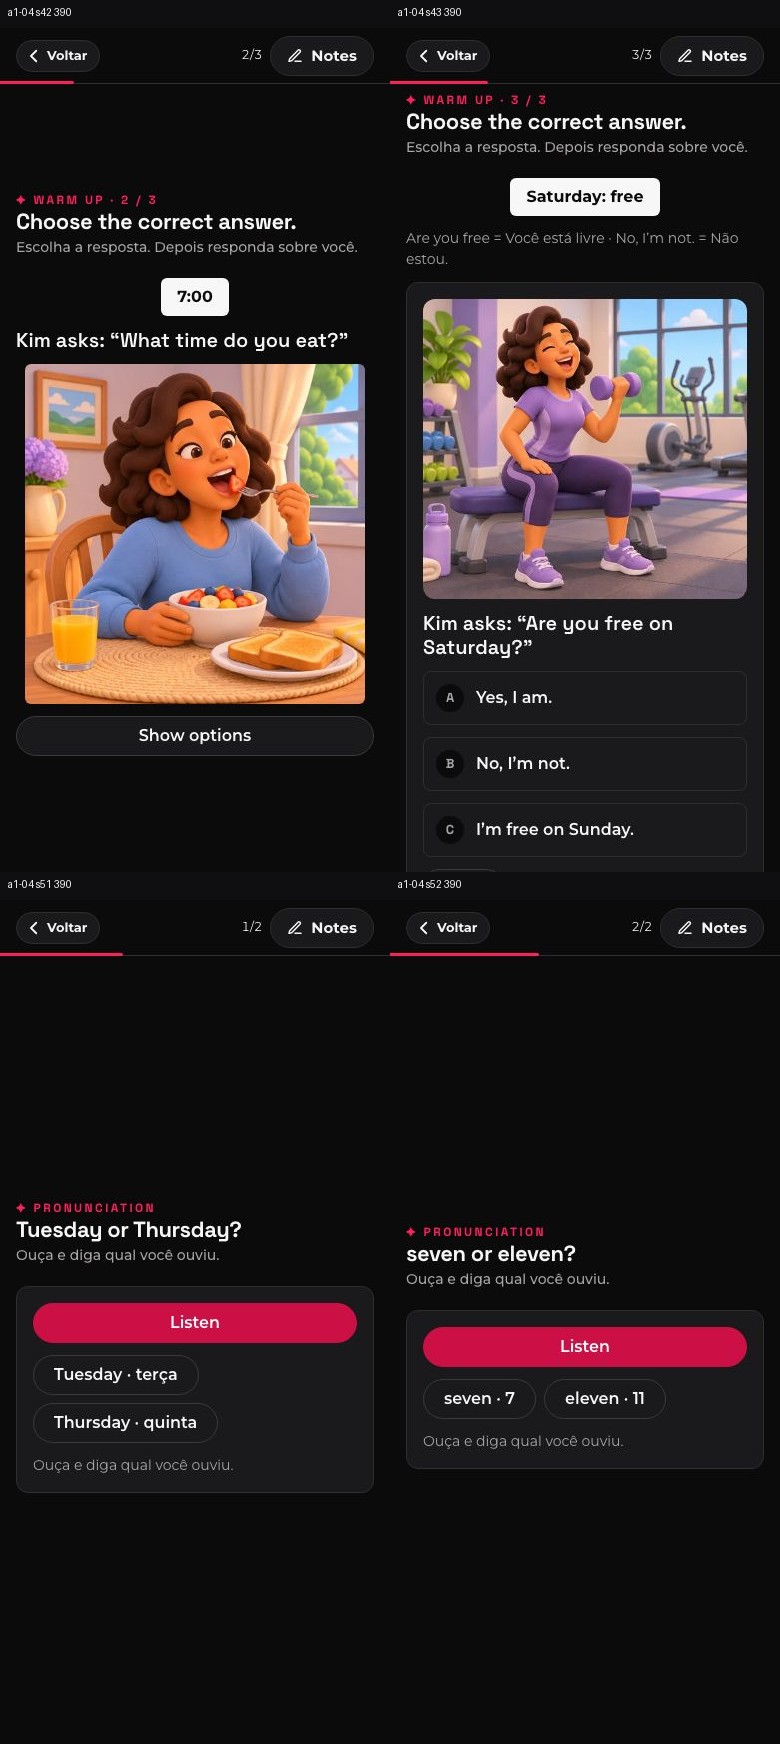 a1-04 s42 390
Voltar
2/3
Notes
✦ WARM UP · 2 / 3
Choose the correct answer.
Escolha a resposta. Depois responda sobre você.
7:00
Kim asks: “What time do you eat?”
Show options
a1-04 s43 390
Voltar
3/3
Notes
✦ WARM UP · 3 / 3
Choose the correct answer.
Escolha a resposta. Depois responda sobre você.
Saturday: free
Are you free = Você está livre · No, I’m not. = Não
estou.
Kim asks: “Are you free on
Saturday?”
A Yes, I am.
B No, I’m not.
C I’m free on Sunday.
a1-04 s51 390
Voltar
1/2
Notes
✦ PRONUNCIATION
Tuesday or Thursday?
Ouça e diga qual você ouviu.
Listen
Tuesday · terça
Thursday · quinta
Ouça e diga qual você ouviu.
a1-04 s52 390
Voltar
2/2
Notes
✦ PRONUNCIATION
seven or eleven?
Ouça e diga qual você ouviu.
Listen
seven · 7
eleven · 11
Ouça e diga qual você ouviu.